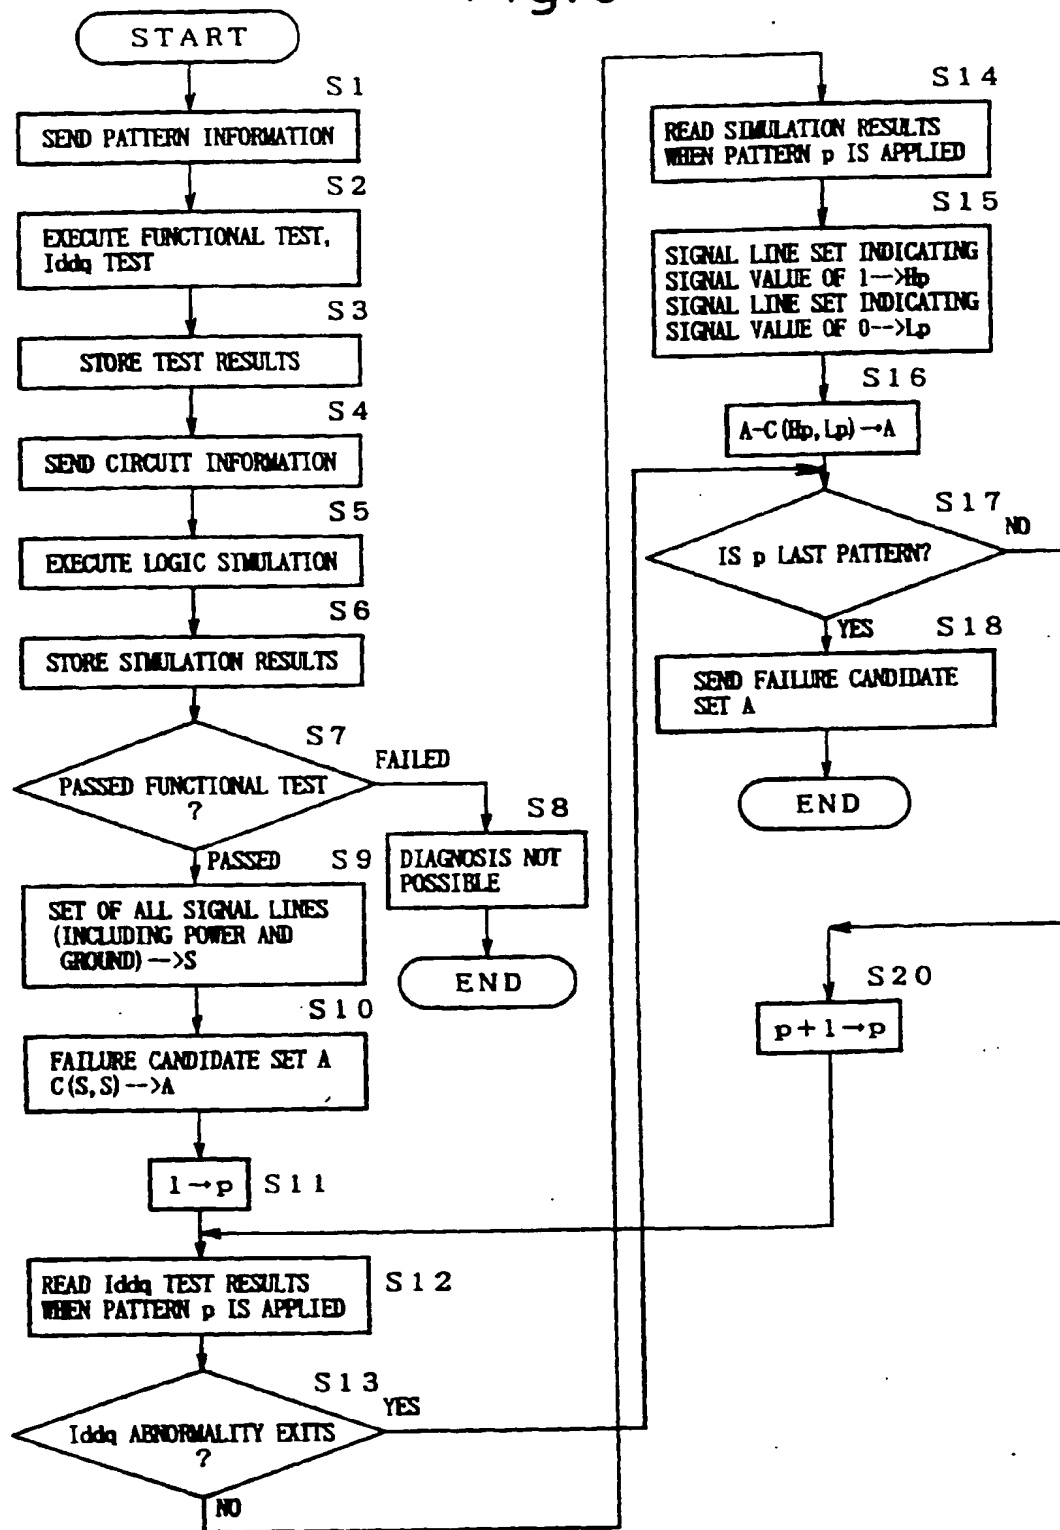 START
S1
SEND PATTERN INFORMATION
S2
EXECUTE FUNCTIONAL TEST,
Iddq TEST
S3
STORE TEST RESULTS
S4
SEND CIRCUIT INFORMATION
S5
EXECUTE LOGIC SIMULATION
S6
STORE SIMULATION RESULTS
S7
PASSED FUNCTIONAL TEST
?
FAILED
S8
DIAGNOSIS NOT
POSSIBLE
END
PASSED
S9
SET OF ALL SIGNAL LINES
(INCLUDING POWER AND
GROUND)-->S
S10
FAILURE CANDIDATE SET A
C(S,S)-->A
1→p
S11
READ Iddq TEST RESULTS
WHEN PATTERN p IS APPLIED
S12
S13
Iddq ABNORMALITY EXITS
?
YES
NO
S14
READ SIMULATION RESULTS
WHEN PATTERN p IS APPLIED
S15
SIGNAL LINE SET INDICATING
SIGNAL VALUE OF 1-->Hp
SIGNAL LINE SET INDICATING
SIGNAL VALUE OF 0-->Lp
S16
A-C(Hp,Lp)→A
S17
IS p LAST PATTERN?
NO
YES
S18
SEND FAILURE CANDIDATE
SET A
END
S20
p+1→p